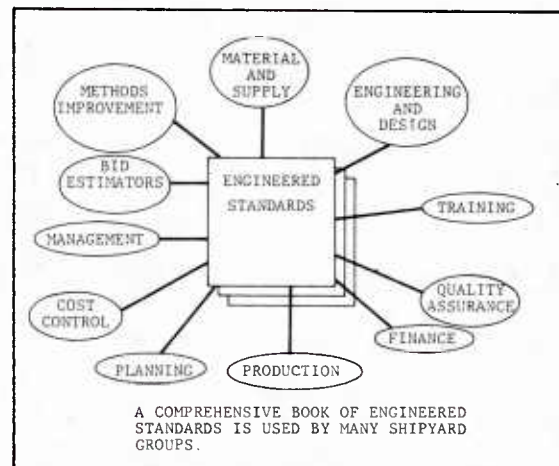 MATERIAL
AND
SUPPLY
METHODS
IMPROVEMENT
ENGINEERING
AND
DESIGN
BID
ESTIMATORS
ENGINEERED
STANDARDS
TRAINING
MANAGEMENT
QUALITY
ASSURANCE
COST
CONTROL
FINANCE
PLANNING
PRODUCTION
A COMPREHENSIVE BOOK OF ENGINEERED
STANDARDS IS USED BY MANY SHIPYARD
GROUPS.